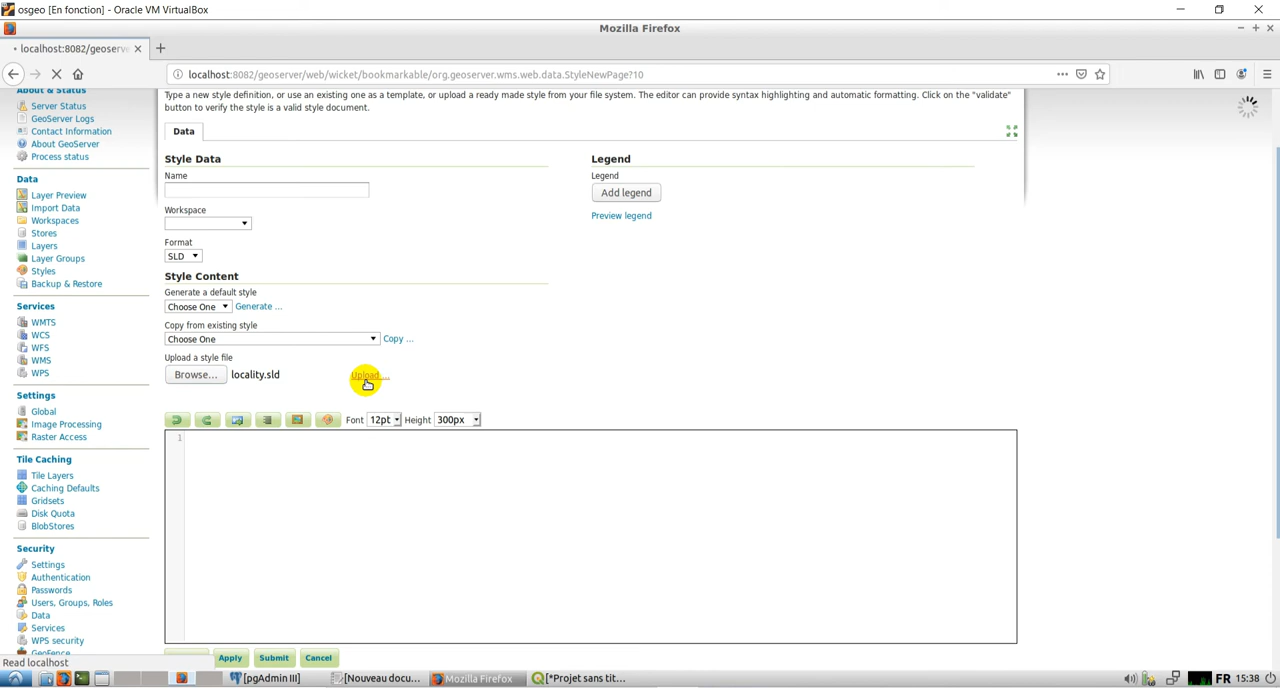 osgeo [En fonction] - Oracle VM VirtualBox
Mozilla Firefox
localhost:8082/geoserve
localhost:8082/geoserver/web/wicket/bookmarkable/org.geoserver.wms.web.data.StyleNewPage?10
About & Status
Server Status
GeoServer Logs
Contact Information
About GeoServer
Process status
Data
Layer Preview
Import Data
Workspaces
Stores
Layers
Layer Groups
Styles
Backup & Restore
Services
WMTS
WCS
WFS
WMS
WPS
Settings
Global
Image Processing
Raster Access
Tile Caching
Tile Layers
Caching Defaults
Gridsets
Disk Quota
BlobStores
Security
Settings
Authentication
Passwords
Users, Groups, Roles
Data
Services
WPS security
GeoFence
Type a new style definition, or use an existing one as a template, or upload a ready made style from your file system. The editor can provide syntax highlighting and automatic formatting. Click on the "validate"
button to verify the style is a valid style document.
Data
Style Data
Name
Workspace
Format
SLD
Style Content
Generate a default style
Choose One Generate ...
Copy from existing style
Choose One Copy ...
Upload a style file
Browse... locality.sld Upload ...
Legend
Legend
Add legend
Preview legend
Font 12pt Height 300px
1
Apply Submit Cancel
Read localhost
[pgAdmin III] [Nouveau docu... Mozilla Firefox [*Projet sans tit... FR 15:38